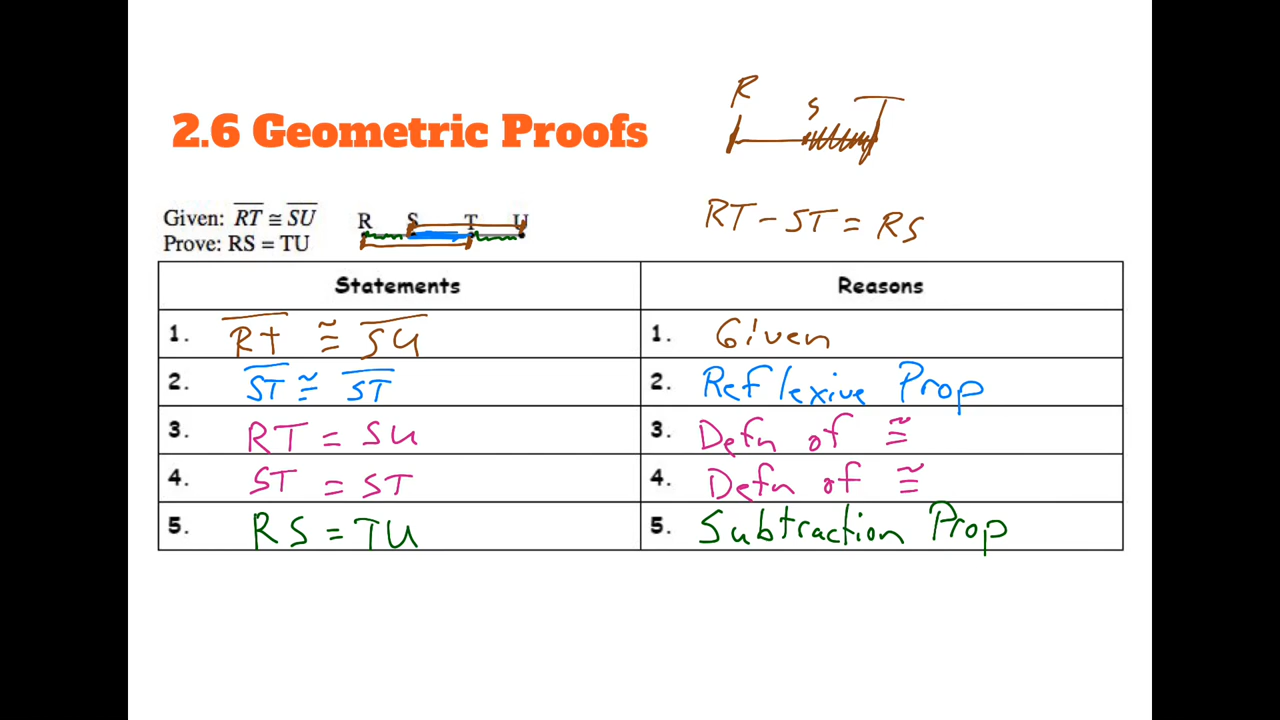 R S T
2.6 Geometric Proofs
RT - ST = RS
Given: RT ≅ SU
Prove: RS = TU
R S T U
Statements Reasons
1. Rt ≅ SU 1. Given
2. ST ≅ ST 2. Reflexive Prop
3. RT = SU 3. Defn of ≅
4. ST = ST 4. Defn of ≅
5. RS = TU 5. Subtraction Prop